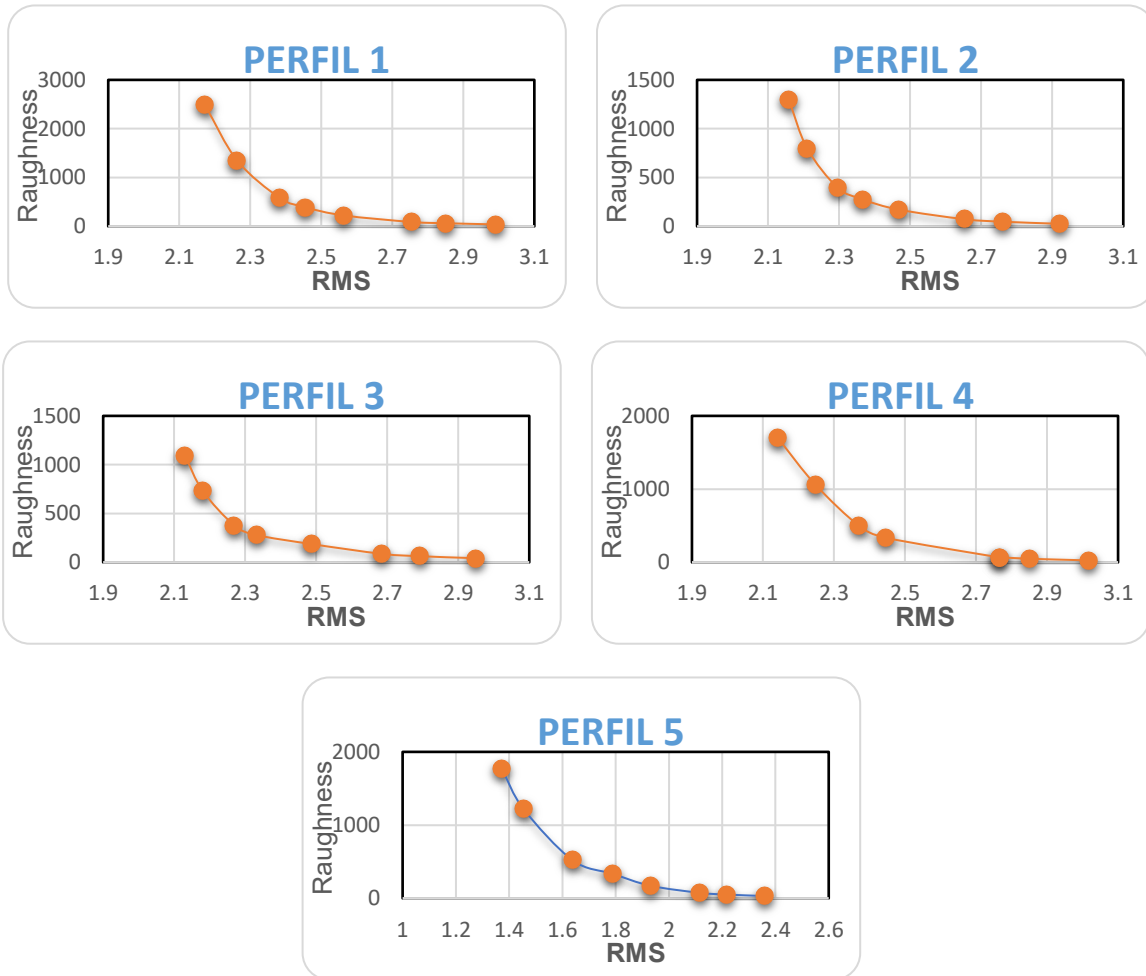 PERFIL 1
3000
2000
1000
0
Raughness
1.9 2.1 2.3 2.5 2.7 2.9 3.1
RMS
PERFIL 2
1500
1000
500
0
Raughness
1.9 2.1 2.3 2.5 2.7 2.9 3.1
RMS
PERFIL 3
1500
1000
500
0
Raughness
1.9 2.1 2.3 2.5 2.7 2.9 3.1
RMS
PERFIL 4
2000
1000
0
Raughness
1.9 2.1 2.3 2.5 2.7 2.9 3.1
RMS
PERFIL 5
2000
1000
0
Raughness
1 1.2 1.4 1.6 1.8 2 2.2 2.4 2.6
RMS